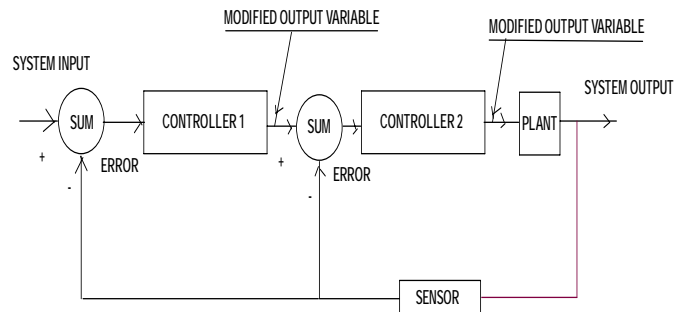 MODIFIED OUTPUT VARIABLE
MODIFIED OUTPUT VARIABLE
SYSTEM INPUT
SYSTEM OUTPUT
SUM
CONTROLLER 1
SUM
CONTROLLER 2
PLANT
+
ERROR
+
ERROR
-
-
SENSOR